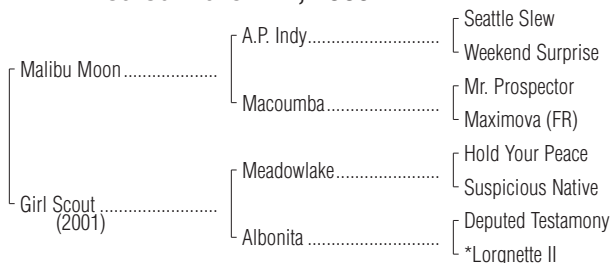 Seattle Slew
A.P. Indy
Weekend Surprise
Malibu Moon
Mr. Prospector
Macoumba
Maximova (FR)
Hold Your Peace
Meadowlake
Suspicious Native
Girl Scout
(2001)
Deputed Testamony
Albonita
*Lorgnette II